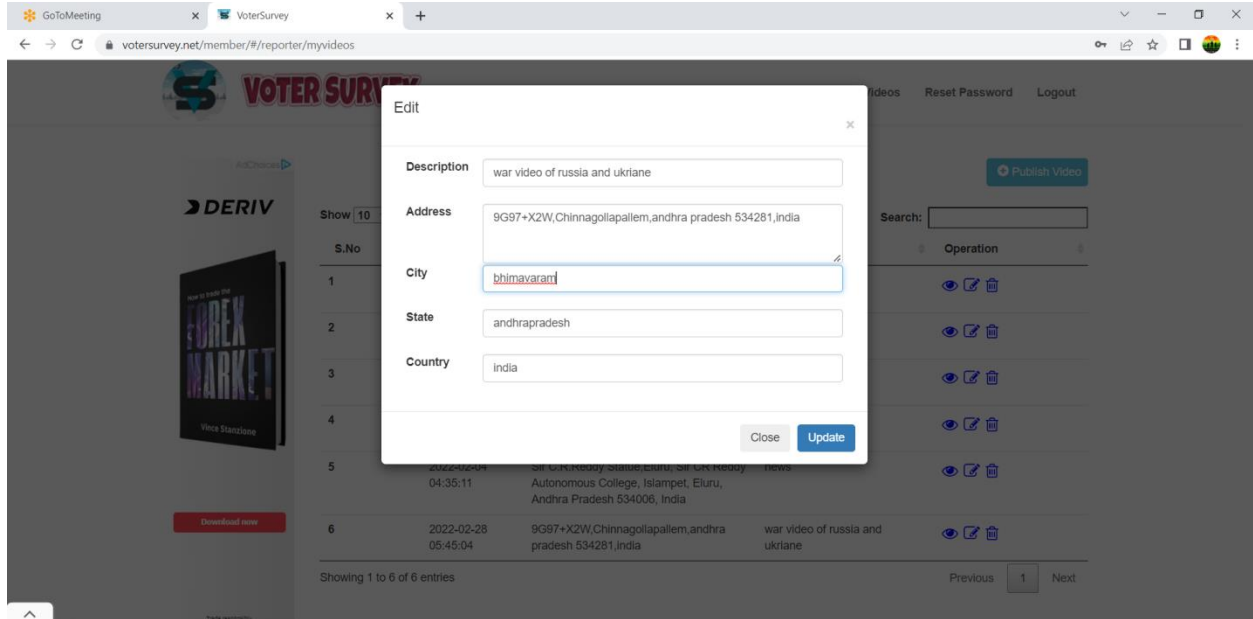 GoToMeeting
VoterSurvey
votersurvey.net/member/#/reporter/myvideos
VOTER SURVEY
Videos
Reset Password
Logout
Edit
×
AdChoices
Publish Video
Description
war video of russia and ukriane
DERIV
Show 10
Address
9G97+X2W,Chinnagollapallem,andhra pradesh 534281,india
Search:
S.No
Operation
City
bhimavaram
1
How to trade the
FOREX
MARKET
State
andhrapradesh
2
Country
india
3
Vince Stanzione
4
Close
Update
5
2022-02-04
04:35:11
Sir C.R.Reddy Statue,Eluru, Sir CR Reddy
Autonomous College, Islampet, Eluru,
Andhra Pradesh 534006, India
news
Download now
6
2022-02-28
05:45:04
9G97+X2W,Chinnagollapallem,andhra
pradesh 534281,india
war video of russia and
ukriane
Showing 1 to 6 of 6 entries
Previous
1
Next